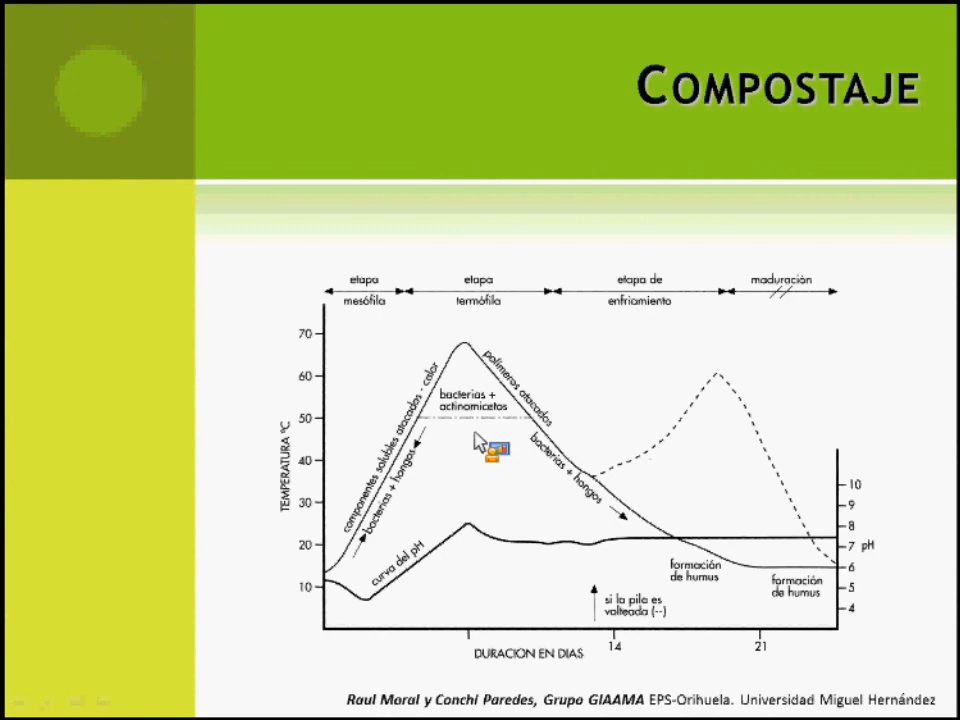 COMPOSTAJE
etapa
mesófila
etapa
termófila
etapa de
enfriamiento
maduración
TEMPERATURA ºC
70
60
50
40
30
20
10
componentes solubles atacados - calor
bacterias + hongos
curva del pH
bacterias +
actinomicetos
polímeros atacados
bacterias + hongos
formación
de humus
formación
de humus
si la pila es
volteada (--)
10
9
8
7 pH
6
5
4
14
21
DURACION EN DIAS
Raul Moral y Conchi Paredes, Grupo GIAAMA EPS-Orihuela. Universidad Miguel Hernández